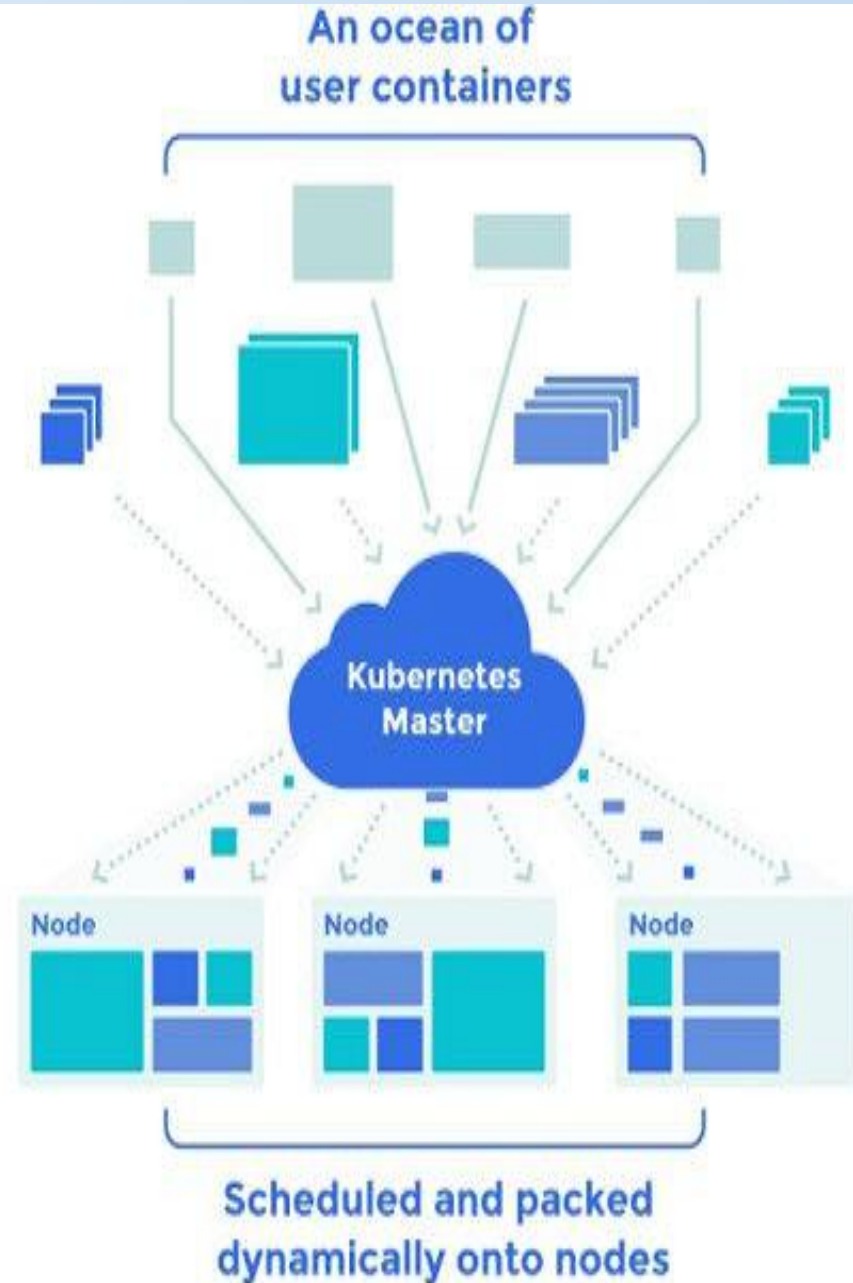 An ocean of
user containers
Kubernetes
Master
Node
Node
Node
Scheduled and packed
dynamically onto nodes